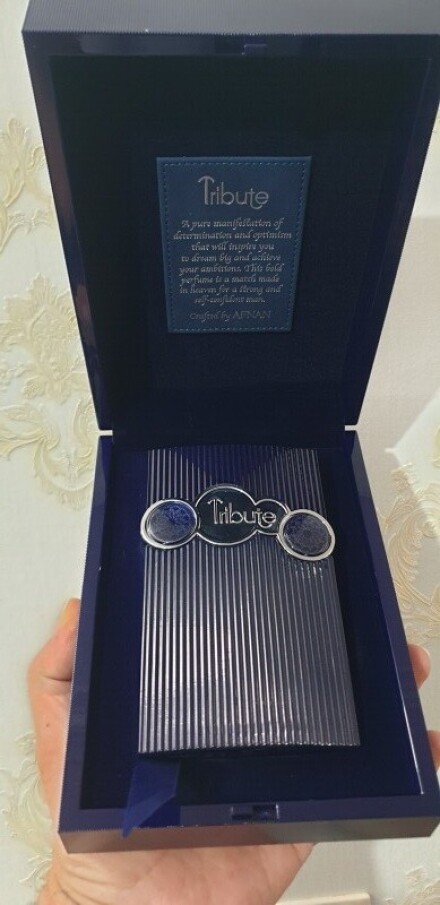 Tribute
A pure manifestation of
determination and optimism
that will inspire you
to dream big and achieve
your ambitions. This bold
perfume is a match made
in heaven for a strong and
self-confident man.
Crafted by AFNAN
Tribute